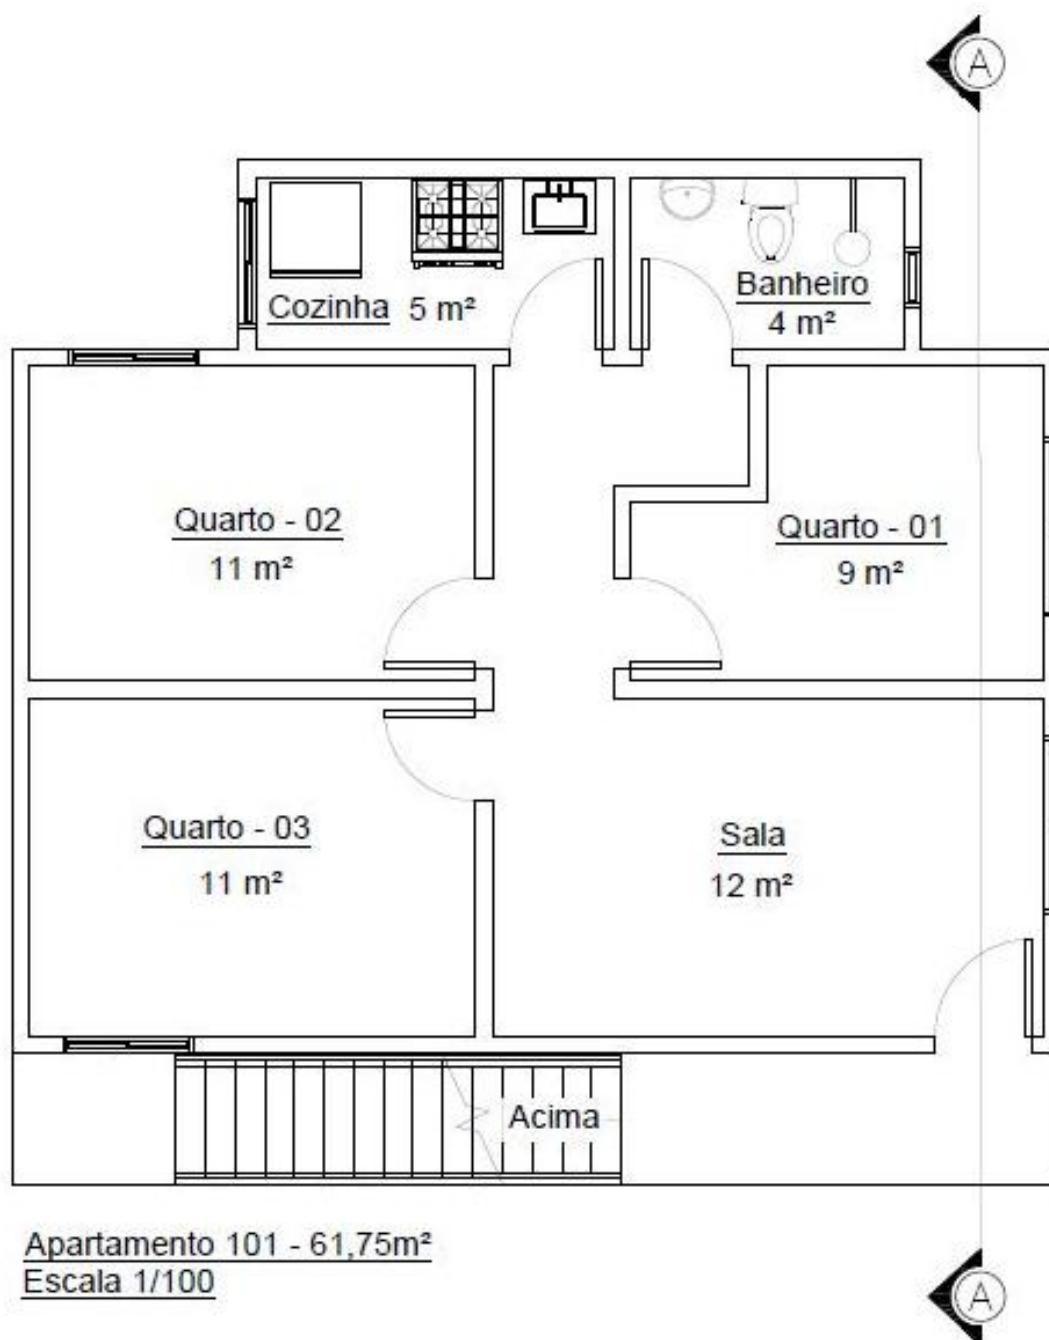 A
Cozinha 5 m²
Banheiro
4 m²
Quarto - 02
11 m²
Quarto - 01
9 m²
Quarto - 03
11 m²
Sala
12 m²
Acima
Apartamento 101 - 61,75m²
Escala 1/100
A